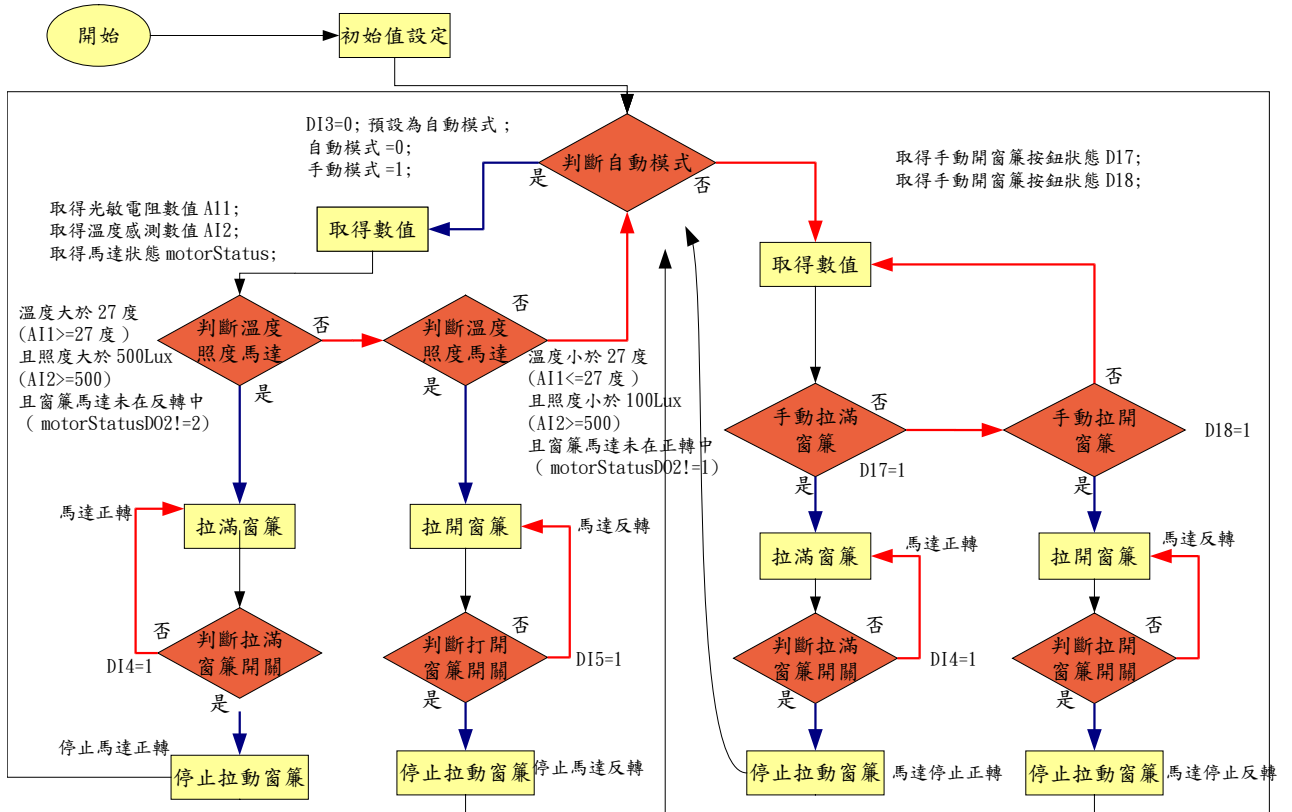 開始
初始值設定
DI3=0; 預設為自動模式 ;
自動模式 =0;
手動模式 =1;
判斷自動模式
是
否
取得手動開窗簾按鈕狀態 D17;
取得手動開窗簾按鈕狀態 D18;
取得光敏電阻數值 A11;
取得溫度感測數值 AI2;
取得馬達狀態 motorStatus;
取得數值
取得數值
溫度大於 27 度
(AI1>=27 度 )
且照度大於 500Lux
(AI2>=500)
且窗簾馬達未在反轉中
( motorStatusDO2!=2)
判斷溫度
照度馬達
否
是
判斷溫度
照度馬達
否
是
溫度小於 27 度
(AI1<=27 度 )
且照度小於 100Lux
(AI2>=500)
且窗簾馬達未在正轉中
( motorStatusDO2!=1)
手動拉滿
窗簾
否
是
D17=1
手動拉開
窗簾
否
是
D18=1
馬達正轉
拉滿窗簾
拉開窗簾
馬達反轉
拉滿窗簾
馬達正轉
拉開窗簾
馬達反轉
否
判斷拉滿
窗簾開關
DI4=1
是
判斷打開
窗簾開關
否
DI5=1
是
判斷拉滿
窗簾開關
否
DI4=1
是
判斷拉開
窗簾開關
否
是
停止馬達正轉
停止拉動窗簾
停止拉動窗簾
停止馬達反轉
停止拉動窗簾
馬達停止正轉
停止拉動窗簾
馬達停止反轉